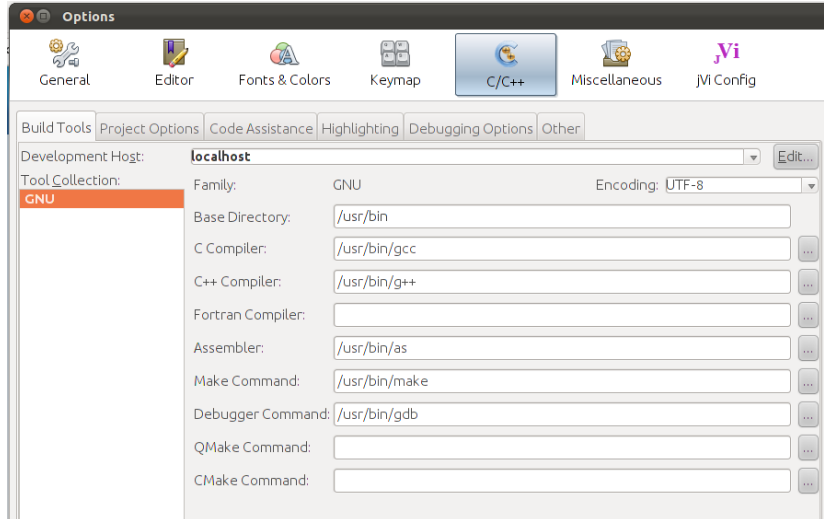 Options
General Editor Fonts & Colors Keymap C/C++ Miscellaneous jVi jVi Config
Build Tools Project Options Code Assistance Highlighting Debugging Options Other
Development Host: localhost Edit...
Tool Collection:
GNU
Family: GNU Encoding: UTF-8
Base Directory: /usr/bin
C Compiler: /usr/bin/gcc ...
C++ Compiler: /usr/bin/g++ ...
Fortran Compiler: ...
Assembler: /usr/bin/as ...
Make Command: /usr/bin/make ...
Debugger Command: /usr/bin/gdb ...
QMake Command: ...
CMake Command: ...